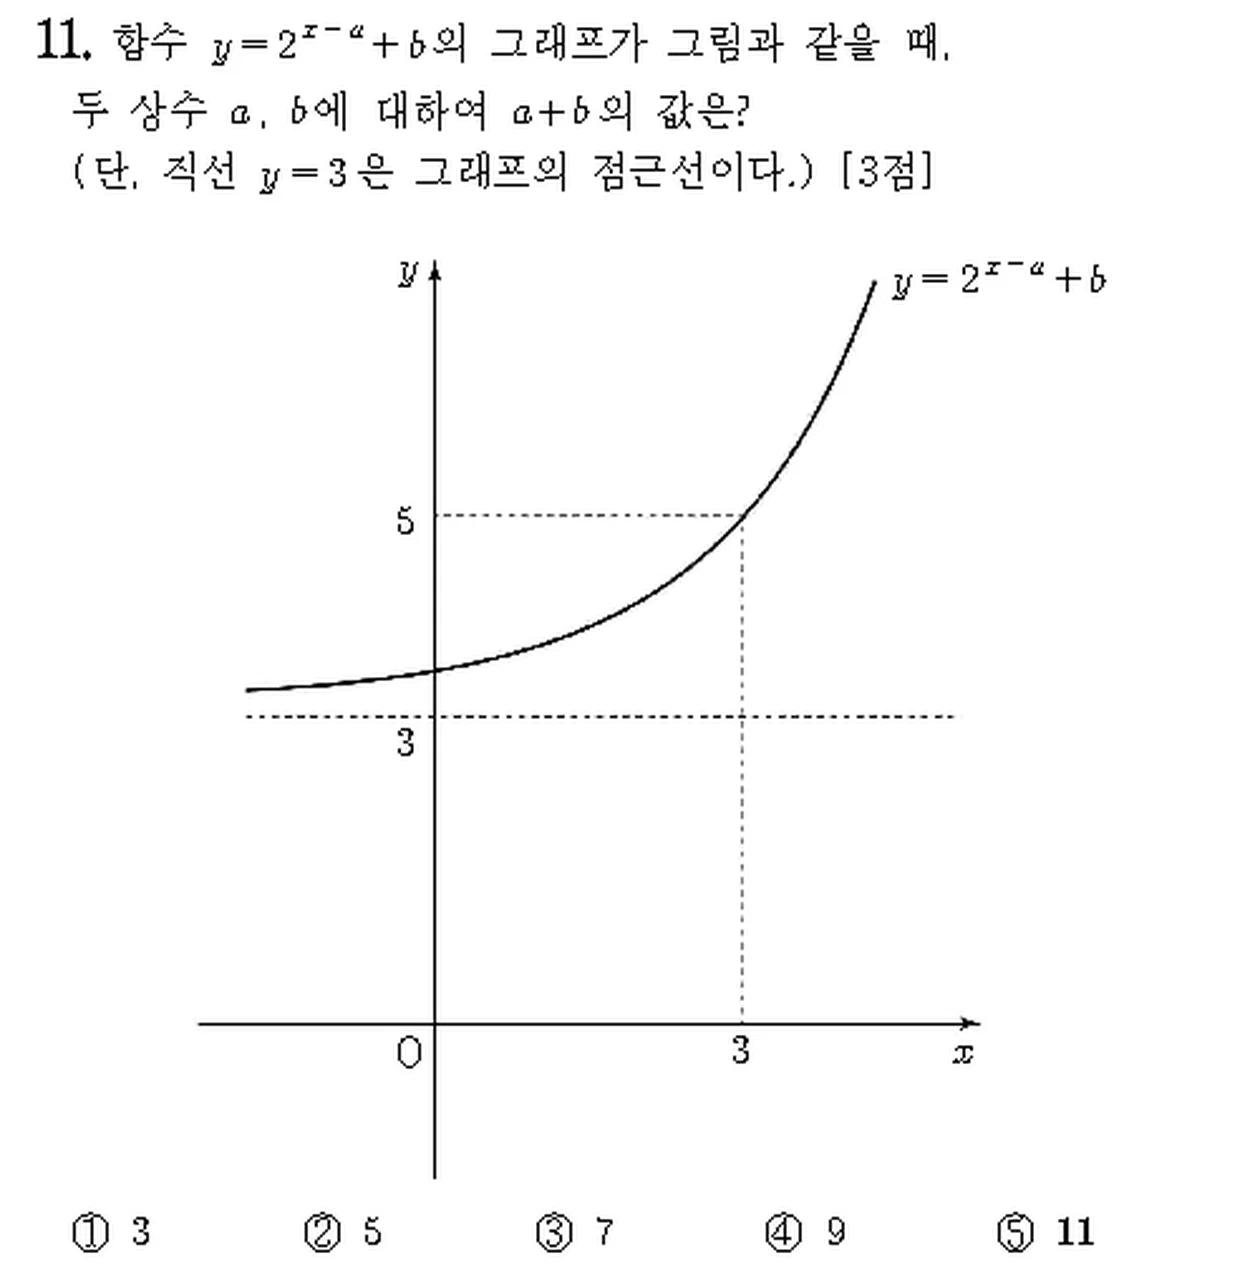 11. 함수 y=2^{x-a}+b의 그래프가 그림과 같을 때,
두 상수 a, b에 대하여 a+b의 값은?
(단, 직선 y=3은 그래프의 점근선이다.) [3점]
y
y=2^{x-a}+b
5
3
O
3
x
① 3 ② 5 ③ 7 ④ 9 ⑤ 11